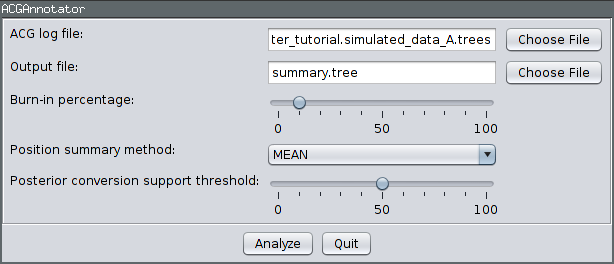 ACGAnnotator
ACG log file: ter_tutorial.simulated_data_A.trees Choose File
Output file: summary.tree Choose File
Burn-in percentage:
0 50 100
Position summary method: MEAN
Posterior conversion support threshold:
0 50 100
Analyze Quit